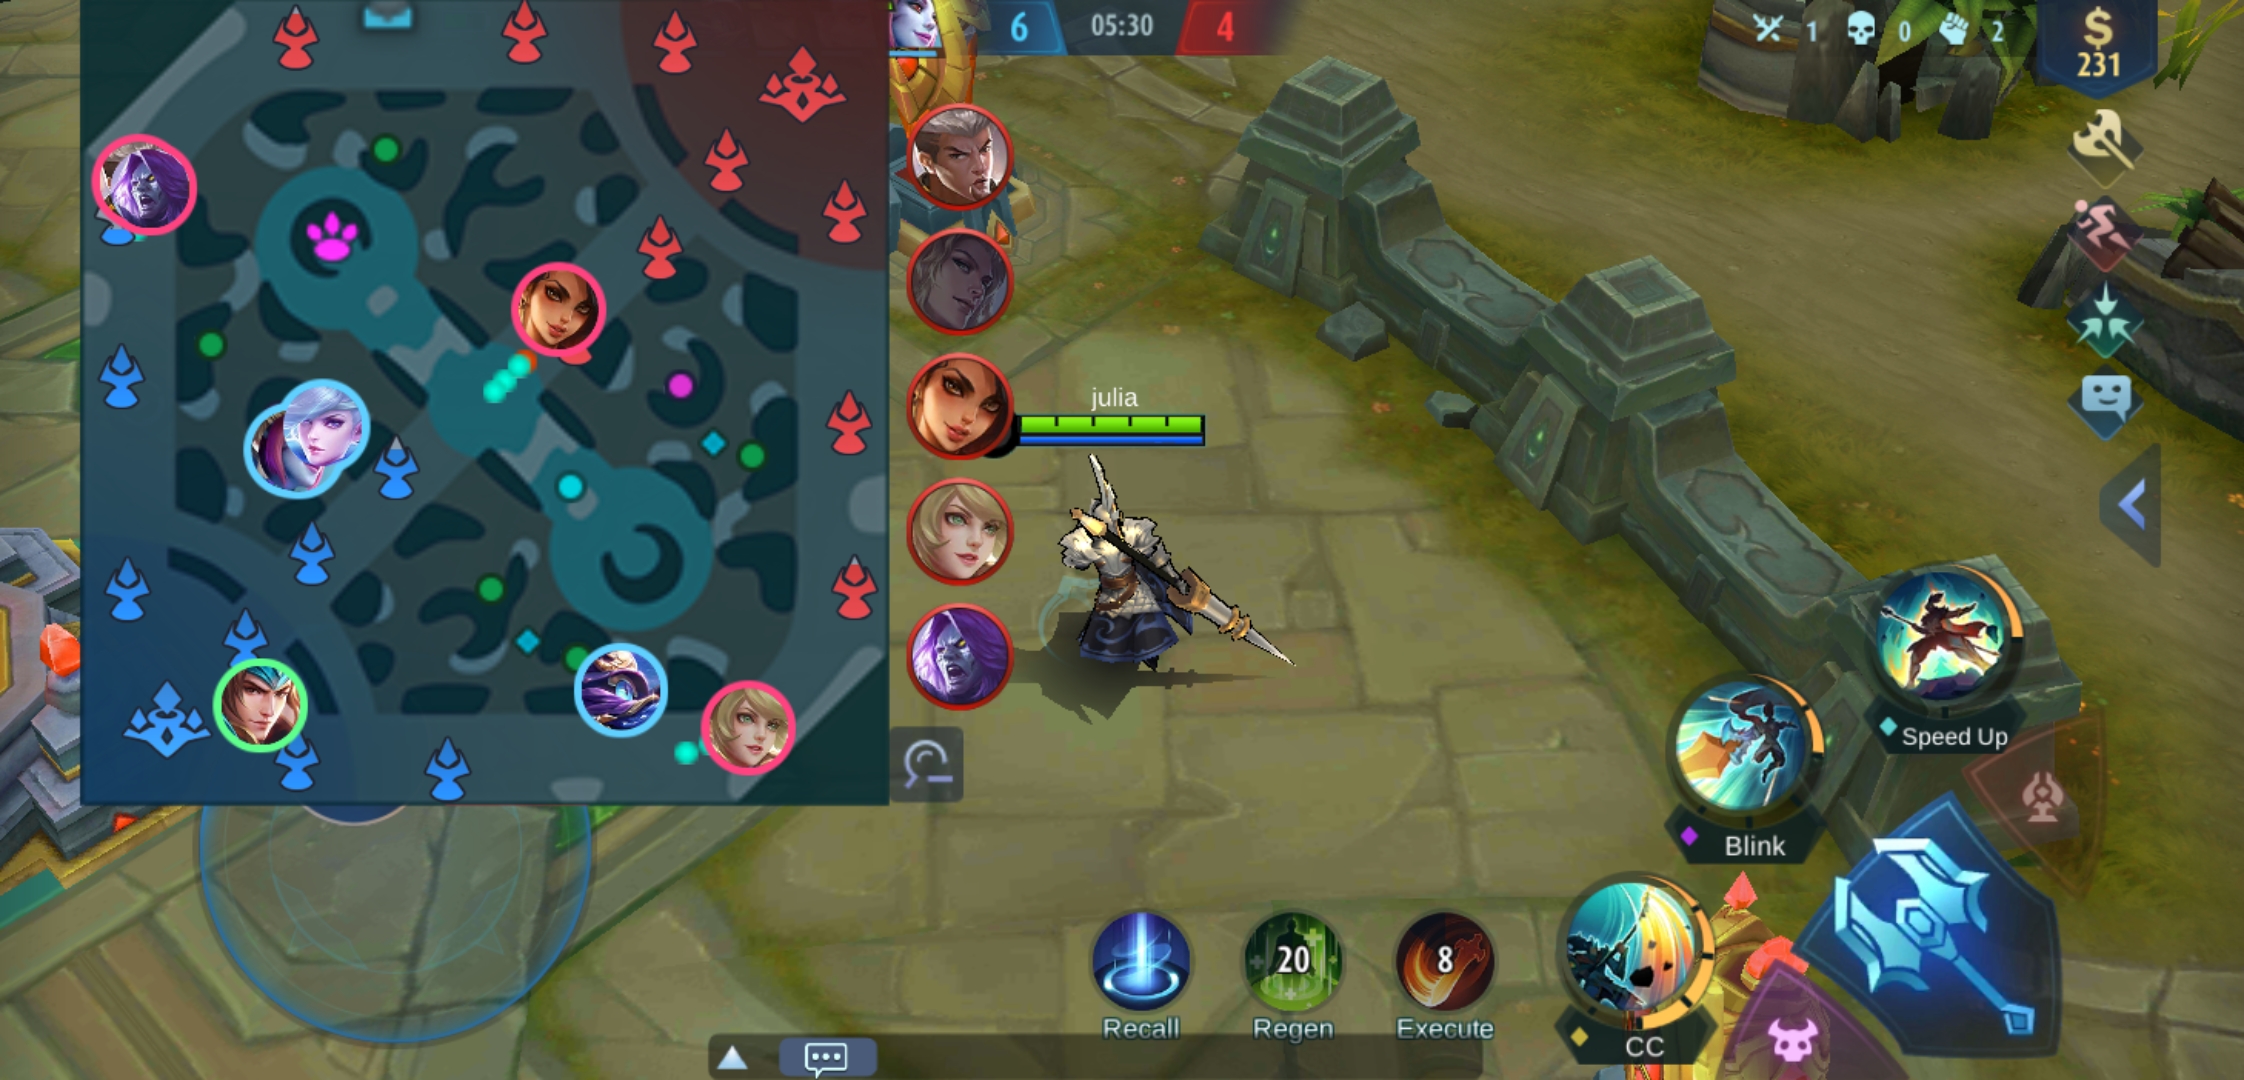 6
05:30
4
1
0
2
$
231
julia
Speed Up
Blink
20
8
Recall
Regen
Execute
CC